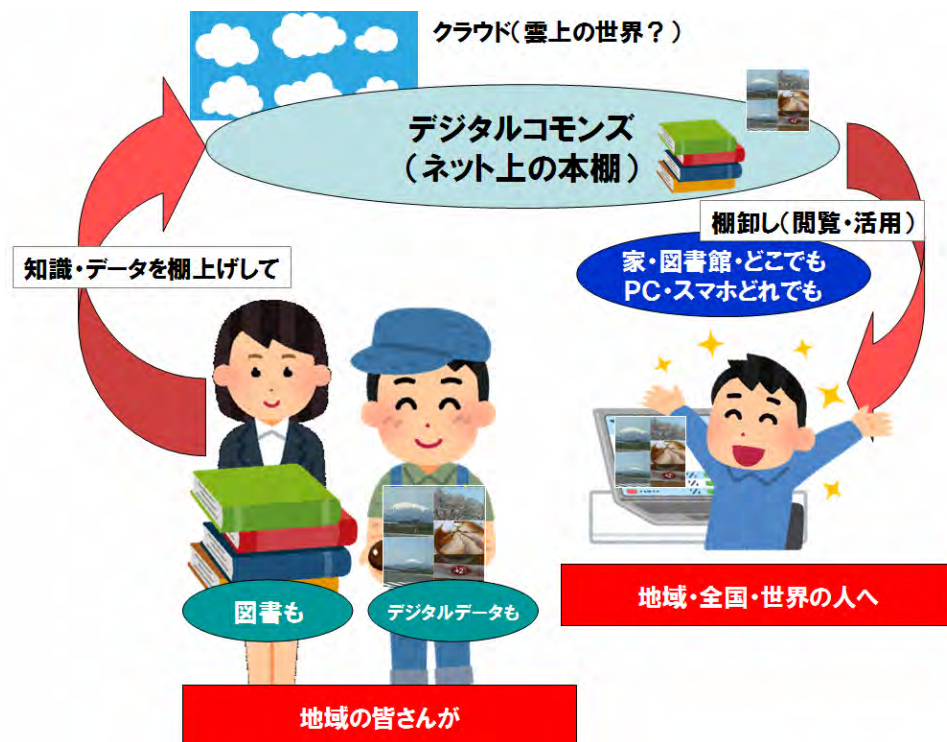 クラウド(雲上の世界?)
デジタルコモンズ
(ネット上の本棚)
棚卸し(閲覧・活用)
知識・データを棚上げして
家・図書館・どこでも
PC・スマホどれでも
図書も
デジタルデータも
地域・全国・世界の人へ
地域の皆さんが